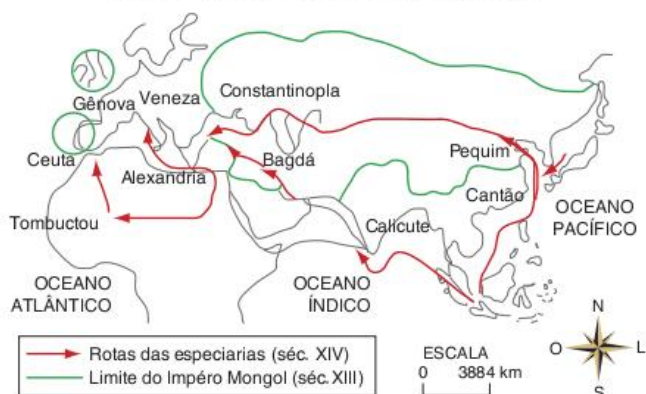 Gênova
Veneza
Constantinopla
Ceuta
Alexandria
Bagdá
Pequim
Cantão
Tombuctou
Calicute
OCEANO
PACÍFICO
OCEANO
ATLÂNTICO
OCEANO
ÍNDICO
Rotas das especiarias (séc. XIV)
Limite do Impéro Mongol (séc. XIII)
ESCALA
0 3884 km
N
O L
S